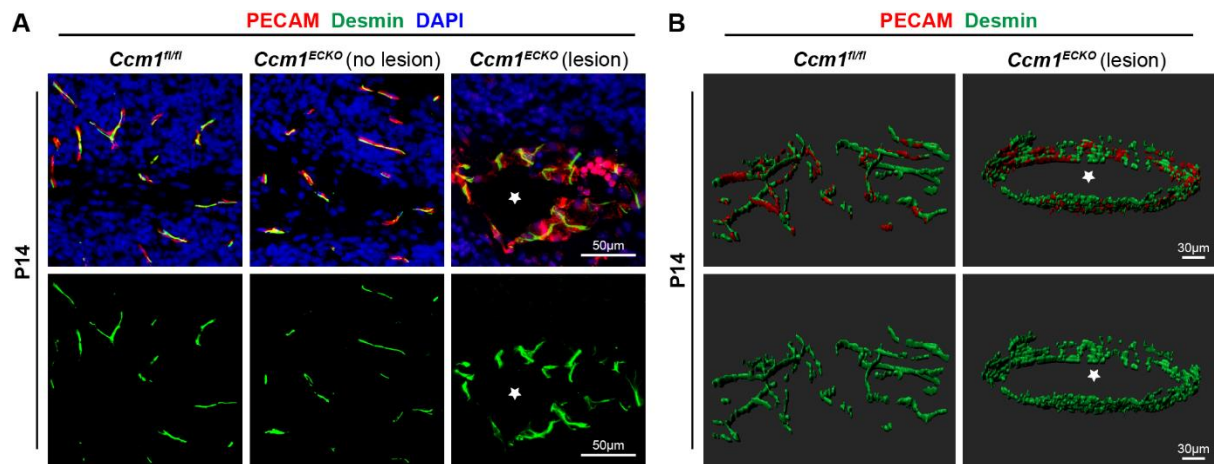 A
PECAM Desmin DAPI
Ccm1fl/fl
Ccm1ECKO (no lesion)
Ccm1ECKO (lesion)
P14
50µm
50µm
B
PECAM Desmin
Ccm1fl/fl
Ccm1ECKO (lesion)
P14
30µm
30µm